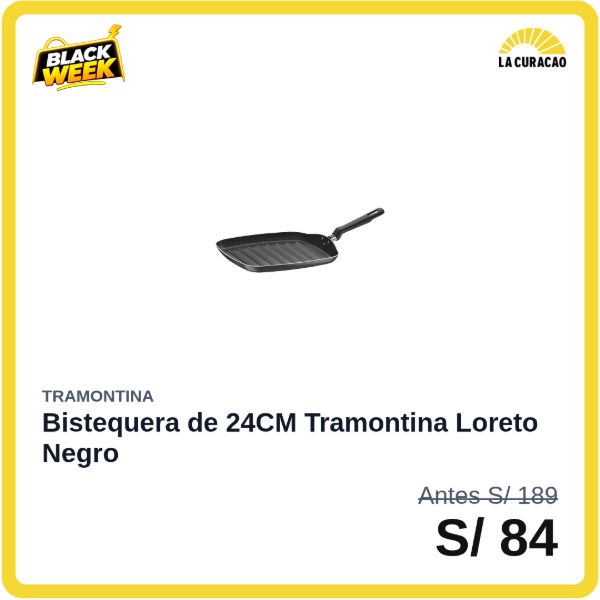 BLACK
WEEK
LA CURACAO
TRAMONTINA
Bistequera de 24CM Tramontina Loreto
Negro
Antes S/ 189
S/ 84